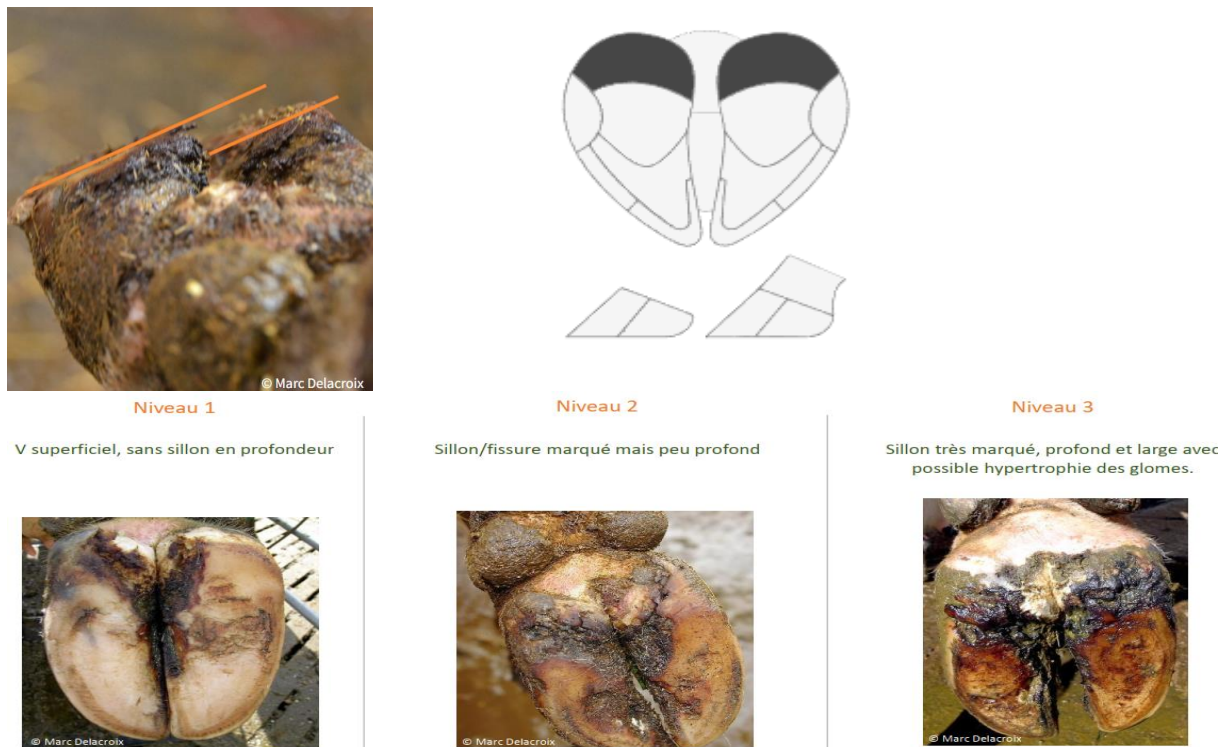 © Marc Delacroix
Niveau 1
V superficiel, sans sillon en profondeur
© Marc Delacroix
Niveau 2
Sillon/fissure marqué mais peu profond
© Marc Delacroix
Niveau 3
Sillon très marqué, profond et large avec
possible hypertrophie des glomes.
© Marc Delacroix